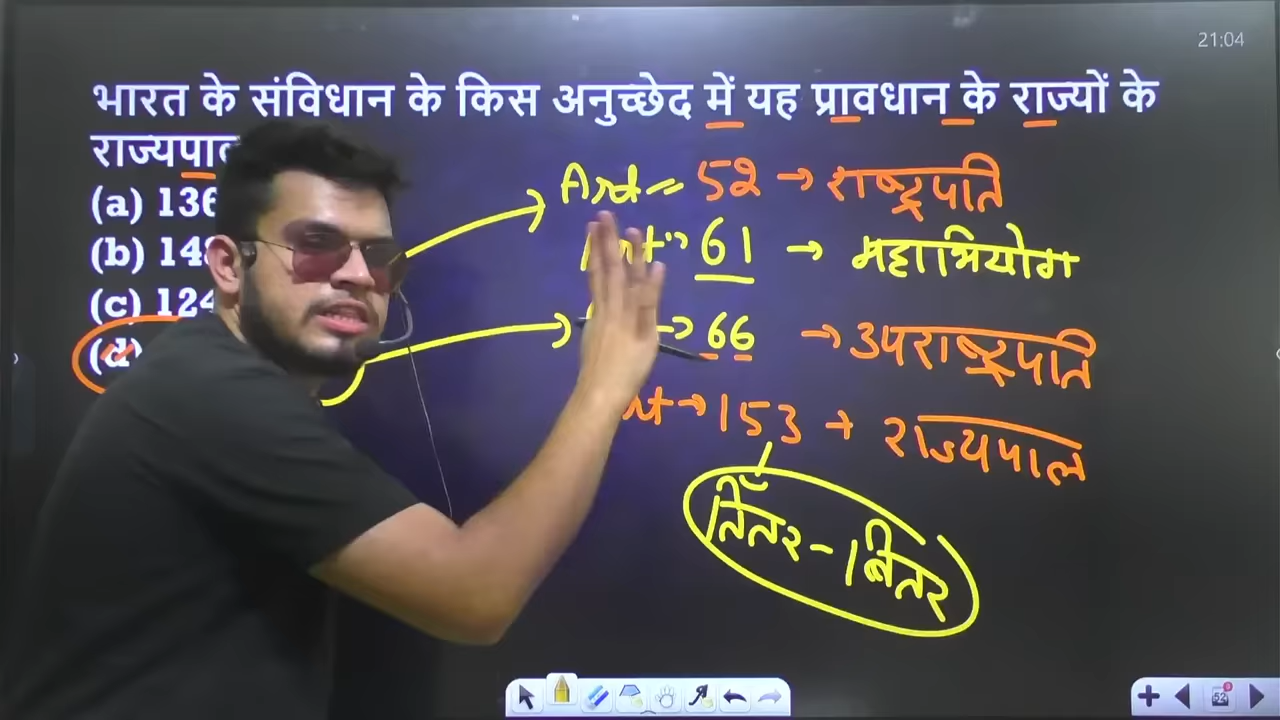 21:04
भारत के संविधान के किस अनुच्छेद में यह प्रावधान के राज्यों के
राज्यपा
(a) 136
(b) 14
(c) 124
(d)
Art = 52 → राष्ट्रपति
61 → महाभियोग
→ 66 → उपराष्ट्रपति
→ 153 + राज्यपाल
तितर - बितर
52